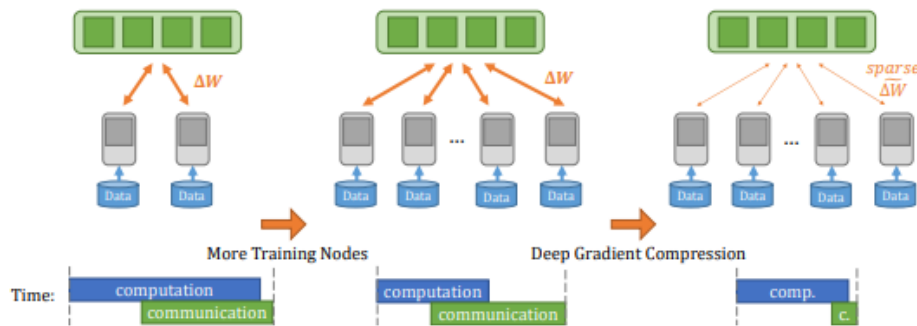 ΔW
ΔW
sparse
\widetilde{ΔW}
...
...
Data Data
Data Data Data Data
Data Data Data Data
More Training Nodes
Deep Gradient Compression
Time:
computation
communication
computation
communication
comp.
c.